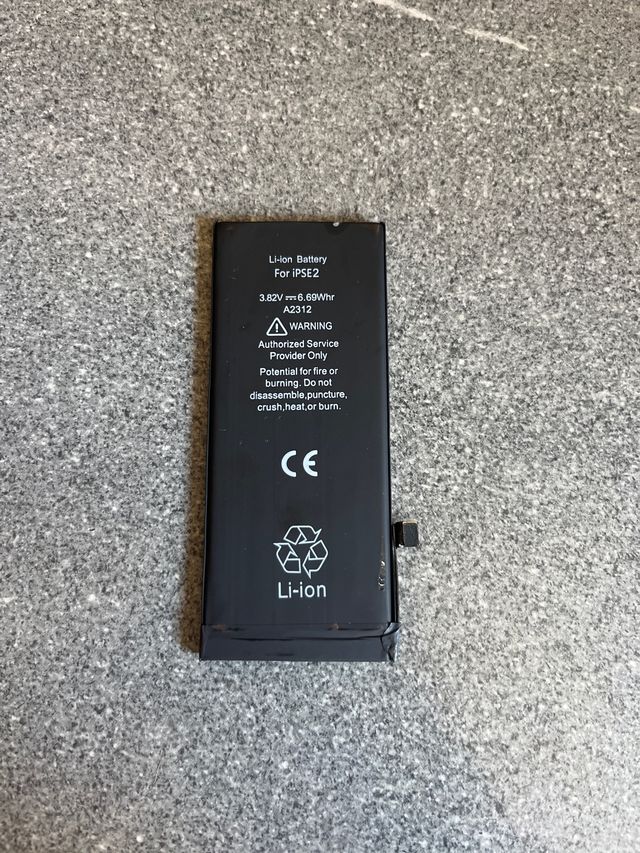 Li-ion Battery
For iPSE2
3.82V⎓6.69Whr
A2312
⚠ WARNING
Authorized Service
Provider Only
Potential for fire or
burning. Do not
disassemble,puncture,
crush,heat,or burn.
CE
Li-ion